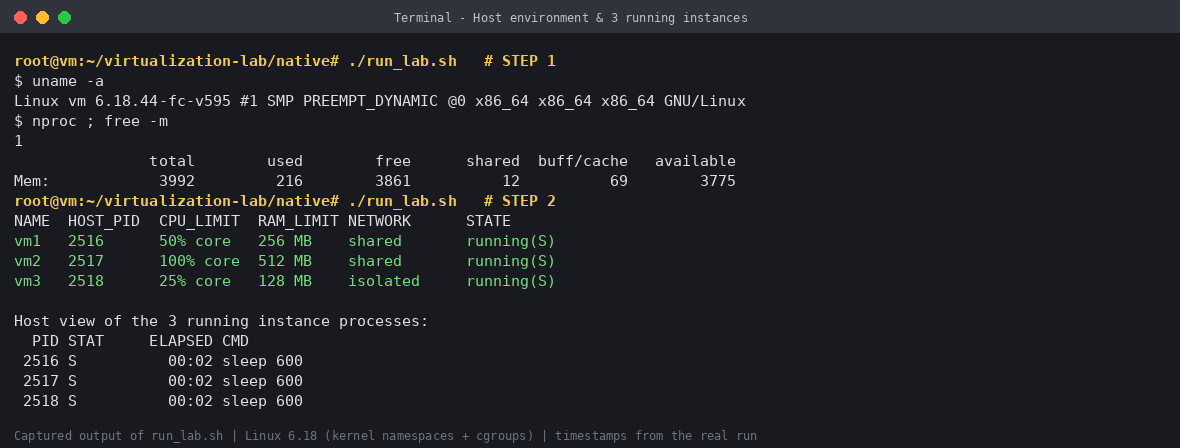 Terminal - Host environment & 3 running instances
root@vm:~/virtualization-lab/native# ./run_lab.sh   # STEP 1
$ uname -a
Linux vm 6.18.44-fc-v595 #1 SMP PREEMPT_DYNAMIC @0 x86_64 x86_64 x86_64 GNU/Linux
$ nproc ; free -m
1
               total        used        free      shared  buff/cache   available
Mem:            3992         216        3861          12          69        3775
root@vm:~/virtualization-lab/native# ./run_lab.sh   # STEP 2
NAME  HOST_PID  CPU_LIMIT  RAM_LIMIT NETWORK      STATE
vm1   2516      50% core   256 MB    shared       running(S)
vm2   2517      100% core  512 MB    shared       running(S)
vm3   2518      25% core   128 MB    isolated     running(S)
Host view of the 3 running instance processes:
  PID STAT     ELAPSED CMD
 2516 S          00:02 sleep 600
 2517 S          00:02 sleep 600
 2518 S          00:02 sleep 600
Captured output of run_lab.sh | Linux 6.18 (kernel namespaces + cgroups) | timestamps from the real run